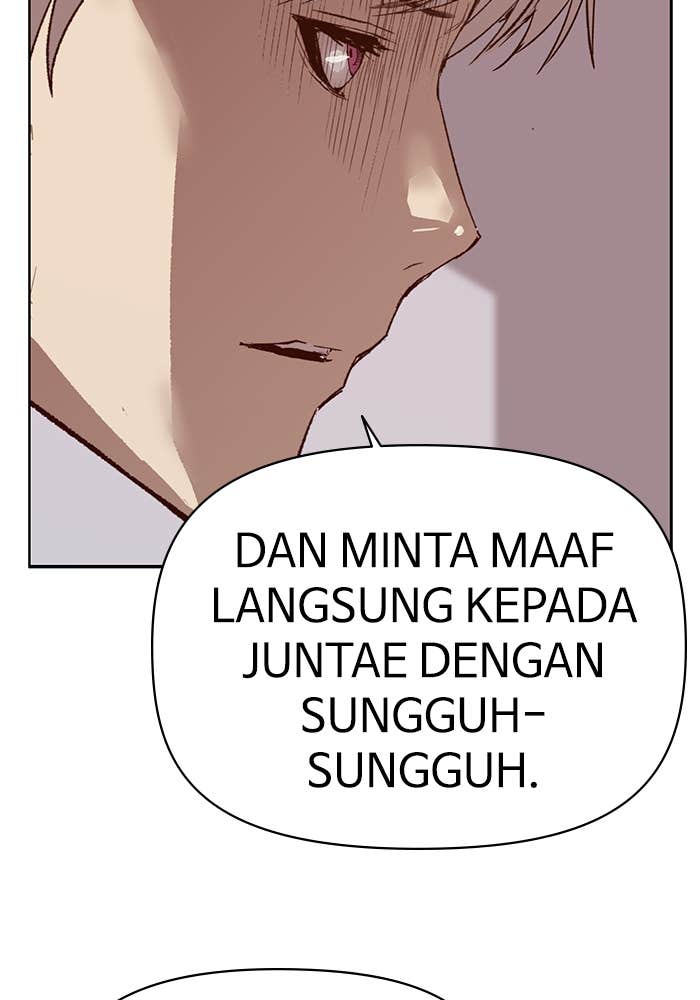 DAN MINTA MAAF
LANGSUNG KEPADA
JUNTAE DENGAN
SUNGGUH-
SUNGGUH.